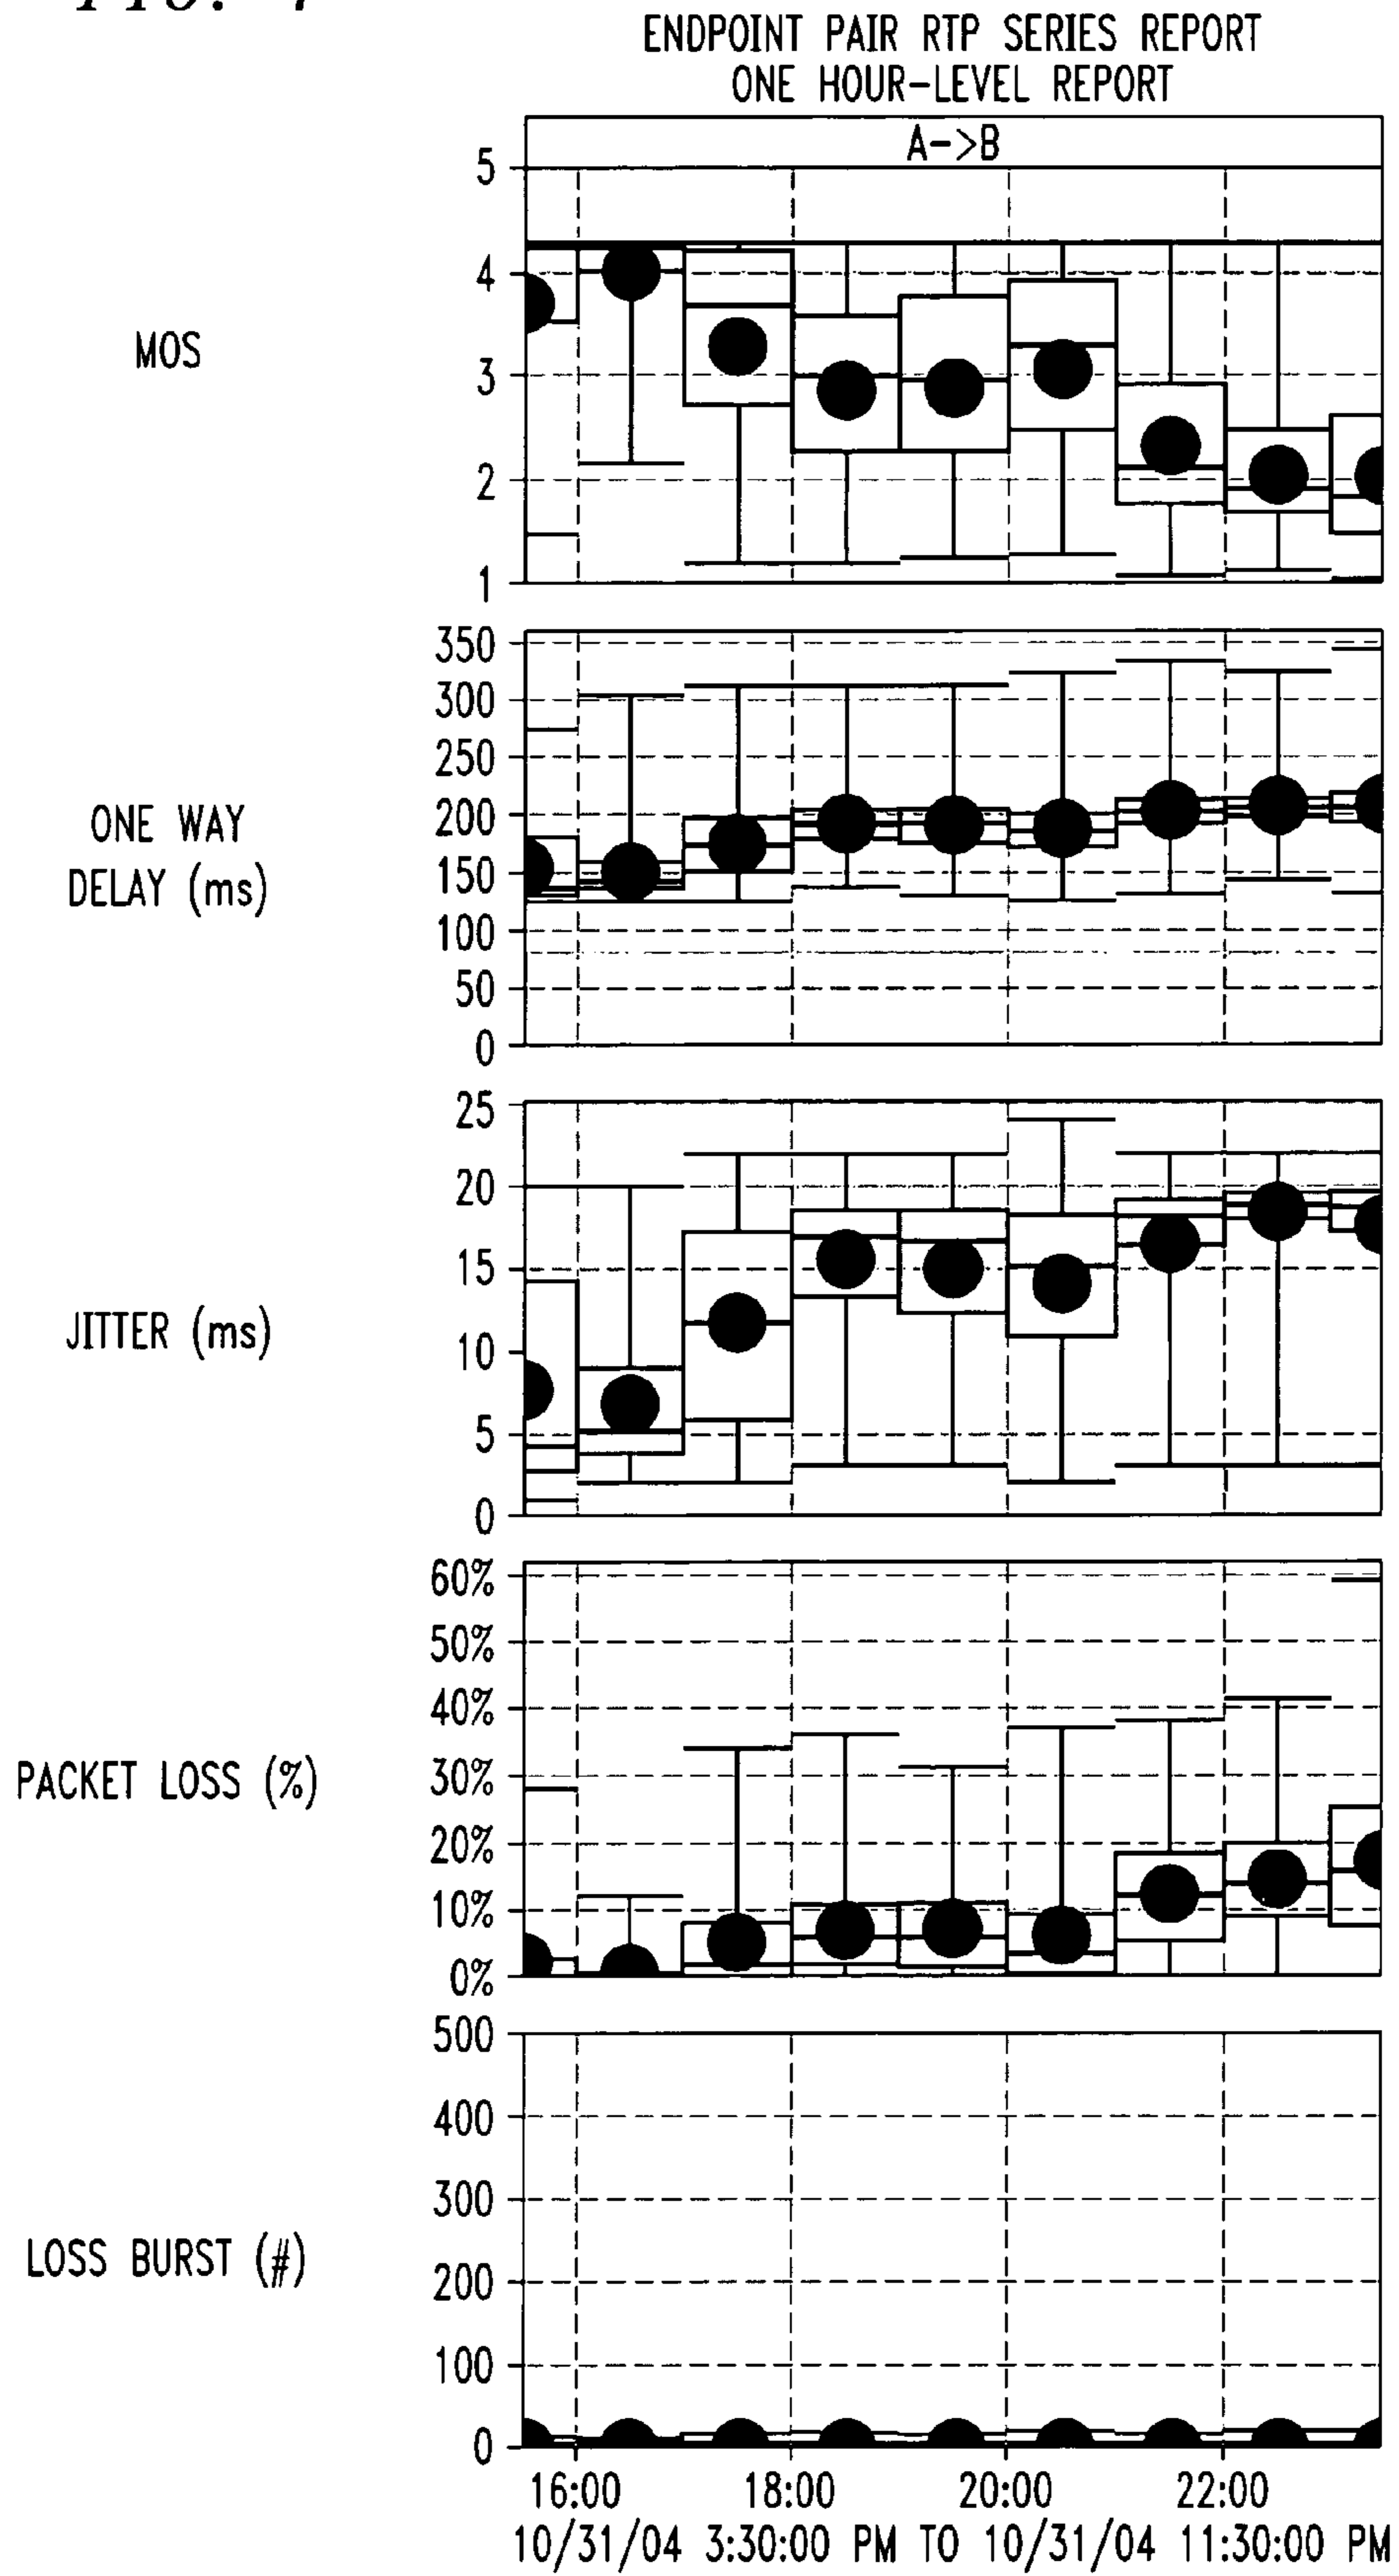 FIG. 7
ENDPOINT PAIR RTP SERIES REPORT
ONE HOUR-LEVEL REPORT
A->B
MOS
5
4
3
2
1
ONE WAY
DELAY (ms)
350
300
250
200
150
100
50
0
JITTER (ms)
25
20
15
10
5
0
PACKET LOSS (%)
60%
50%
40%
30%
20%
10%
0%
LOSS BURST (#)
500
400
300
200
100
0
16:00 18:00 20:00 22:00
10/31/04 3:30:00 PM TO 10/31/04 11:30:00 PM